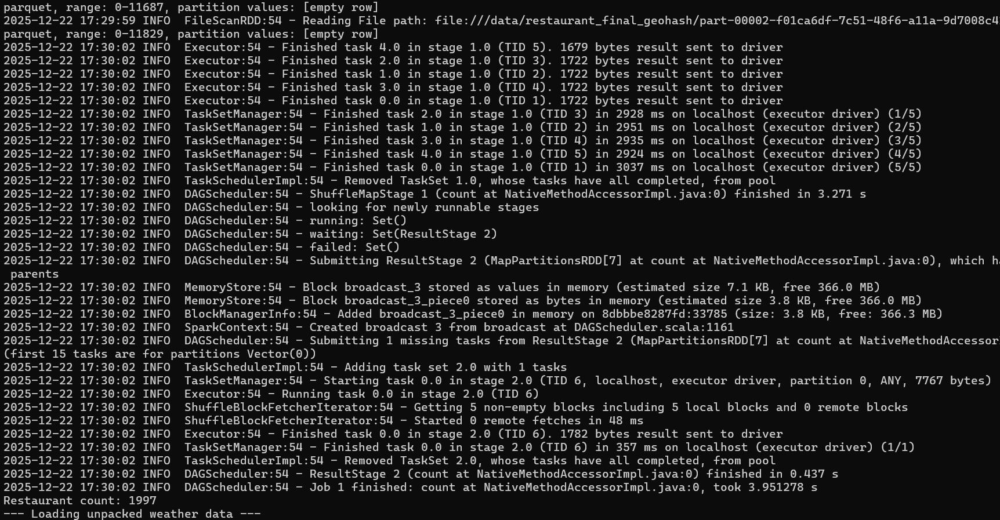 parquet, range: 0-11687, partition values: [empty row]
2025-12-22 17:29:59 INFO  FileScanRDD:54 - Reading File path: file:///data/restaurant_final_geohash/part-00002-f01ca6df-7c51-48f6-a11a-9d7008c4
parquet, range: 0-11829, partition values: [empty row]
2025-12-22 17:30:02 INFO  Executor:54 - Finished task 4.0 in stage 1.0 (TID 5). 1679 bytes result sent to driver
2025-12-22 17:30:02 INFO  Executor:54 - Finished task 2.0 in stage 1.0 (TID 3). 1722 bytes result sent to driver
2025-12-22 17:30:02 INFO  Executor:54 - Finished task 1.0 in stage 1.0 (TID 2). 1722 bytes result sent to driver
2025-12-22 17:30:02 INFO  Executor:54 - Finished task 3.0 in stage 1.0 (TID 4). 1722 bytes result sent to driver
2025-12-22 17:30:02 INFO  Executor:54 - Finished task 0.0 in stage 1.0 (TID 1). 1722 bytes result sent to driver
2025-12-22 17:30:02 INFO  TaskSetManager:54 - Finished task 2.0 in stage 1.0 (TID 3) in 2928 ms on localhost (executor driver) (1/5)
2025-12-22 17:30:02 INFO  TaskSetManager:54 - Finished task 1.0 in stage 1.0 (TID 2) in 2951 ms on localhost (executor driver) (2/5)
2025-12-22 17:30:02 INFO  TaskSetManager:54 - Finished task 3.0 in stage 1.0 (TID 4) in 2935 ms on localhost (executor driver) (3/5)
2025-12-22 17:30:02 INFO  TaskSetManager:54 - Finished task 4.0 in stage 1.0 (TID 5) in 2924 ms on localhost (executor driver) (4/5)
2025-12-22 17:30:02 INFO  TaskSetManager:54 - Finished task 0.0 in stage 1.0 (TID 1) in 3037 ms on localhost (executor driver) (5/5)
2025-12-22 17:30:02 INFO  TaskSchedulerImpl:54 - Removed TaskSet 1.0, whose tasks have all completed, from pool
2025-12-22 17:30:02 INFO  DAGScheduler:54 - ShuffleMapStage 1 (count at NativeMethodAccessorImpl.java:0) finished in 3.271 s
2025-12-22 17:30:02 INFO  DAGScheduler:54 - looking for newly runnable stages
2025-12-22 17:30:02 INFO  DAGScheduler:54 - running: Set()
2025-12-22 17:30:02 INFO  DAGScheduler:54 - waiting: Set(ResultStage 2)
2025-12-22 17:30:02 INFO  DAGScheduler:54 - failed: Set()
2025-12-22 17:30:02 INFO  DAGScheduler:54 - Submitting ResultStage 2 (MapPartitionsRDD[7] at count at NativeMethodAccessorImpl.java:0), which ha
 parents
2025-12-22 17:30:02 INFO  MemoryStore:54 - Block broadcast_3 stored as values in memory (estimated size 7.1 KB, free 366.0 MB)
2025-12-22 17:30:02 INFO  MemoryStore:54 - Block broadcast_3_piece0 stored as bytes in memory (estimated size 3.8 KB, free 366.0 MB)
2025-12-22 17:30:02 INFO  BlockManagerInfo:54 - Added broadcast_3_piece0 in memory on 8dbbbe8287fd:33785 (size: 3.8 KB, free: 366.3 MB)
2025-12-22 17:30:02 INFO  SparkContext:54 - Created broadcast 3 from broadcast at DAGScheduler.scala:1161
2025-12-22 17:30:02 INFO  DAGScheduler:54 - Submitting 1 missing tasks from ResultStage 2 (MapPartitionsRDD[7] at count at NativeMethodAccessor
(first 15 tasks are for partitions Vector(0))
2025-12-22 17:30:02 INFO  TaskSchedulerImpl:54 - Adding task set 2.0 with 1 tasks
2025-12-22 17:30:02 INFO  TaskSetManager:54 - Starting task 0.0 in stage 2.0 (TID 6, localhost, executor driver, partition 0, ANY, 7767 bytes)
2025-12-22 17:30:02 INFO  Executor:54 - Running task 0.0 in stage 2.0 (TID 6)
2025-12-22 17:30:02 INFO  ShuffleBlockFetcherIterator:54 - Getting 5 non-empty blocks including 5 local blocks and 0 remote blocks
2025-12-22 17:30:02 INFO  ShuffleBlockFetcherIterator:54 - Started 0 remote fetches in 48 ms
2025-12-22 17:30:02 INFO  Executor:54 - Finished task 0.0 in stage 2.0 (TID 6). 1782 bytes result sent to driver
2025-12-22 17:30:02 INFO  TaskSetManager:54 - Finished task 0.0 in stage 2.0 (TID 6) in 357 ms on localhost (executor driver) (1/1)
2025-12-22 17:30:02 INFO  TaskSchedulerImpl:54 - Removed TaskSet 2.0, whose tasks have all completed, from pool
2025-12-22 17:30:02 INFO  DAGScheduler:54 - ResultStage 2 (count at NativeMethodAccessorImpl.java:0) finished in 0.437 s
2025-12-22 17:30:02 INFO  DAGScheduler:54 - Job 1 finished: count at NativeMethodAccessorImpl.java:0, took 3.951278 s
Restaurant count: 1997
--- Loading unpacked weather data ---